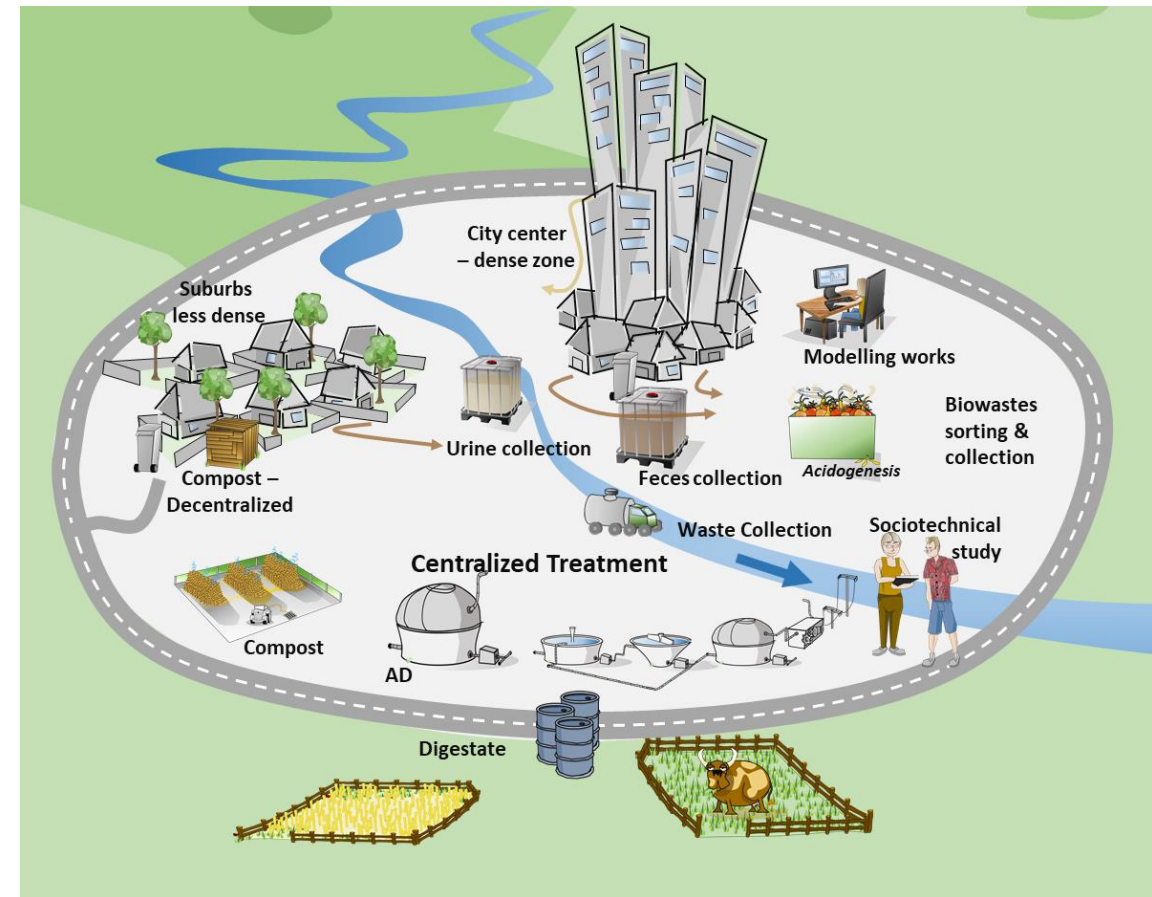 City center
– dense zone
Suburbs
less dense
Modelling works
Biowastes
sorting &
collection
Urine collection
Acidogenesis
Feces collection
Compost –
Decentralized
Waste Collection
Sociotechnical
study
Centralized Treatment
Compost
AD
Digestate